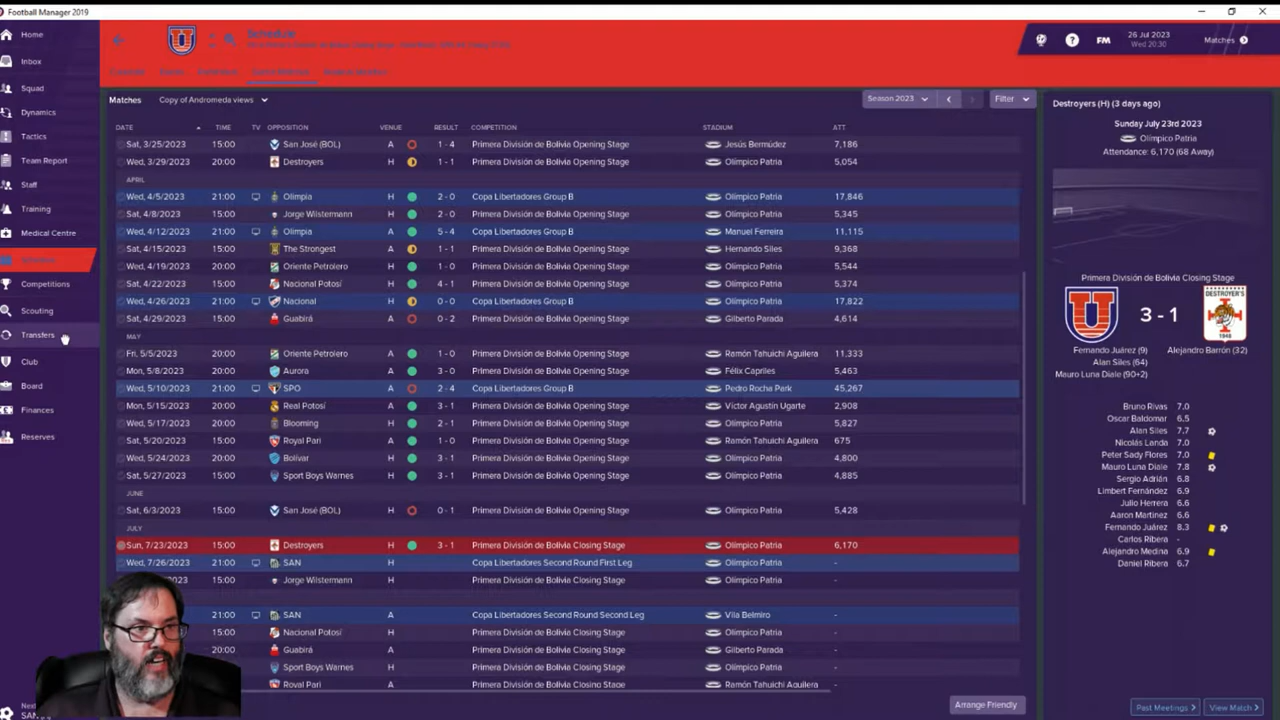 Football Manager 2019
Home
Inbox
Squad
Dynamics
Tactics
Team Report
Staff
Training
Medical Centre
Schedule
Competitions
Scouting
Transfers
Club
Board
Finances
Reserves
Schedule
26 Jul 2023
Wed 20:30
FM
Matches
Matches Copy of Andromeda views
Season 2023
Filter
DATE TIME TV OPPOSITION VENUE RESULT COMPETITION STADIUM ATT
Sat, 3/25/2023 15:00 San José (BOL) A 1 - 4 Primera División de Bolivia Opening Stage Jesús Bermúdez 7,186
Wed, 3/29/2023 20:00 Destroyers H 1 - 1 Primera División de Bolivia Opening Stage Olímpico Patria 5,054
APRIL
Wed, 4/5/2023 21:00 Olimpia H 2 - 0 Copa Libertadores Group B Olímpico Patria 17,846
Sat, 4/8/2023 15:00 Jorge Wilstermann H 2 - 0 Primera División de Bolivia Opening Stage Olímpico Patria 5,345
Wed, 4/12/2023 21:00 Olimpia A 5 - 4 Copa Libertadores Group B Manuel Ferreira 11,115
Sat, 4/15/2023 15:00 The Strongest A 1 - 1 Primera División de Bolivia Opening Stage Hernando Siles 9,368
Wed, 4/19/2023 20:00 Oriente Petrolero H 1 - 0 Primera División de Bolivia Opening Stage Olímpico Patria 5,544
Sat, 4/22/2023 15:00 Nacional Potosí H 4 - 1 Primera División de Bolivia Opening Stage Olímpico Patria 5,374
Wed, 4/26/2023 21:00 Nacional H 0 - 0 Copa Libertadores Group B Olímpico Patria 17,822
Sat, 4/29/2023 15:00 Guabirá A 0 - 2 Primera División de Bolivia Opening Stage Gilberto Parada 4,614
MAY
Fri, 5/5/2023 20:00 Oriente Petrolero A 1 - 0 Primera División de Bolivia Opening Stage Ramón Tahuichi Aguilera 11,333
Mon, 5/8/2023 20:00 Aurora A 3 - 0 Primera División de Bolivia Opening Stage Félix Capriles 5,463
Wed, 5/10/2023 21:00 SPO A 2 - 4 Copa Libertadores Group B Pedro Rocha Park 45,267
Mon, 5/15/2023 20:00 Real Potosí A 3 - 1 Primera División de Bolivia Opening Stage Víctor Agustín Ugarte 2,908
Wed, 5/17/2023 20:00 Blooming H 2 - 1 Primera División de Bolivia Opening Stage Olímpico Patria 5,827
Sat, 5/20/2023 15:00 Royal Pari A 1 - 0 Primera División de Bolivia Opening Stage Ramón Tahuichi Aguilera 675
Wed, 5/24/2023 20:00 Bolívar H 3 - 1 Primera División de Bolivia Opening Stage Olímpico Patria 4,800
Sat, 5/27/2023 15:00 Sport Boys Warnes H 3 - 1 Primera División de Bolivia Opening Stage Olímpico Patria 4,885
JUNE
Sat, 6/3/2023 15:00 San José (BOL) H 0 - 1 Primera División de Bolivia Opening Stage Olímpico Patria 5,428
JULY
Sun, 7/23/2023 15:00 Destroyers H 3 - 1 Primera División de Bolivia Closing Stage Olímpico Patria 6,170
Wed, 7/26/2023 21:00 SAN H Copa Libertadores Second Round First Leg Olímpico Patria -
/2023 15:00 Jorge Wilstermann H Primera División de Bolivia Closing Stage Olímpico Patria -
21:00 SAN A Copa Libertadores Second Round Second Leg Vila Belmiro -
15:00 Nacional Potosí H Primera División de Bolivia Closing Stage Olímpico Patria -
20:00 Guabirá A Primera División de Bolivia Closing Stage Gilberto Parada -
Sport Boys Warnes H Primera División de Bolivia Closing Stage Olímpico Patria -
15:00 Royal Pari A Primera División de Bolivia Closing Stage Ramón Tahuichi Aguilera -
Arrange Friendly
Destroyers (H) (3 days ago)
Sunday July 23rd 2023
Olímpico Patria
Attendance: 6,170 (68 Away)
Primera División de Bolivia Closing Stage
U 3 - 1 DESTROYER'S
1948
Fernando Juárez (9) Alejandro Barrón (32)
Alan Siles (64)
Mauro Luna Diale (90+2)
Bruno Rivas 7.0
Oscar Baldomar 6.5
Alan Siles 7.7
Nicolás Landa 7.0
Peter Sady Flores 7.0
Mauro Luna Diale 7.8
Sergio Adrián 6.8
Limbert Fernández 6.9
Julio Herrera 6.6
Aaron Martinez 6.6
Fernando Juárez 8.3
Carlos Ribera -
Alejandro Medina 6.9
Daniel Ribera 6.7
Past Meetings View Match